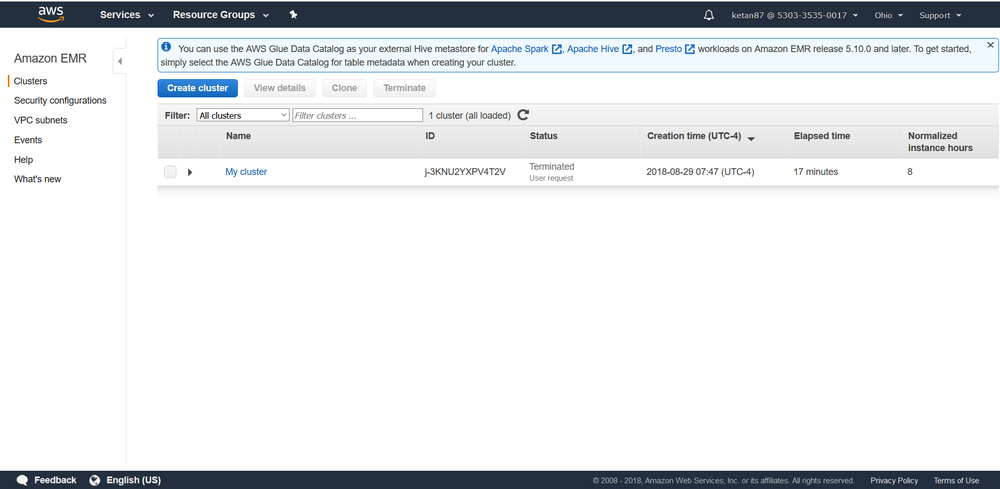 aws
Services
Resource Groups
ketan87 @ 5303-3535-0017
Ohio
Support
Amazon EMR
Clusters
Security configurations
VPC subnets
Events
Help
What's new
You can use the AWS Glue Data Catalog as your external Hive metastore for Apache Spark , Apache Hive , and Presto workloads on Amazon EMR release 5.10.0 and later. To get started,
simply select the AWS Glue Data Catalog for table metadata when creating your cluster.
Create cluster
View details
Clone
Terminate
Filter:
All clusters
Filter clusters ...
1 cluster (all loaded)
Name
ID
Status
Creation time (UTC-4)
Elapsed time
Normalized
instance hours
My cluster
j-3KNU2YXPV4T2V
Terminated
User request
2018-08-29 07:47 (UTC-4)
17 minutes
8
Feedback
English (US)
© 2008 - 2018, Amazon Web Services, Inc. or its affiliates. All rights reserved.
Privacy Policy
Terms of Use